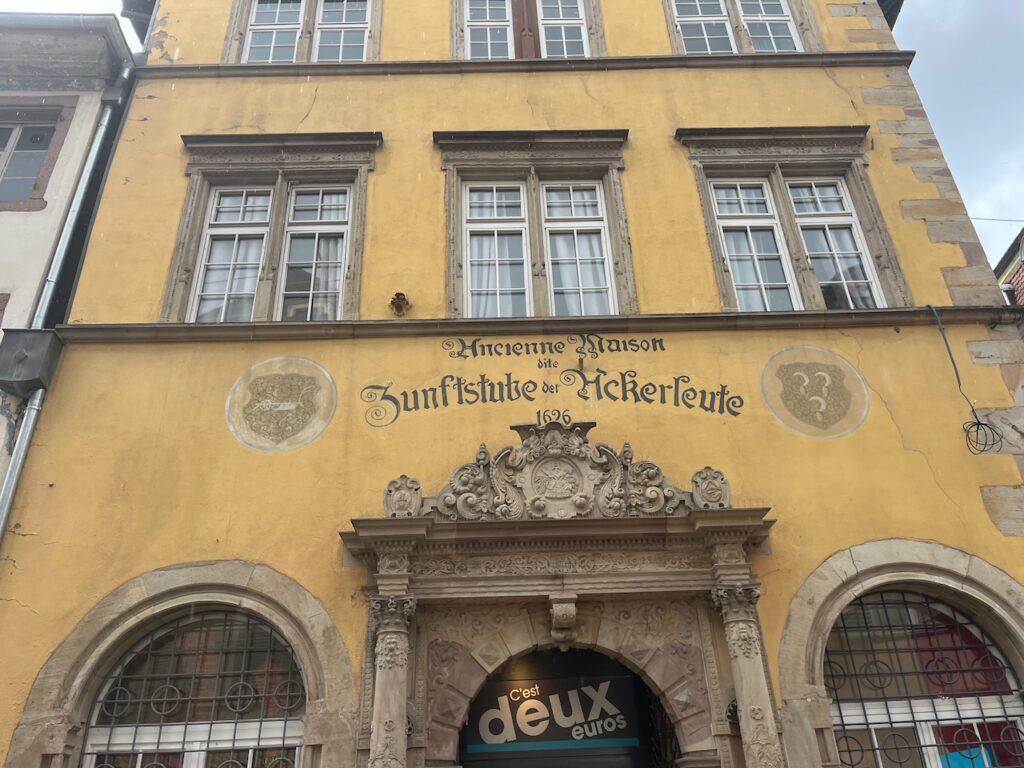 Ancienne Maison
dite
Zunftstube der Ackerleute
1626
C'est
deux
euros